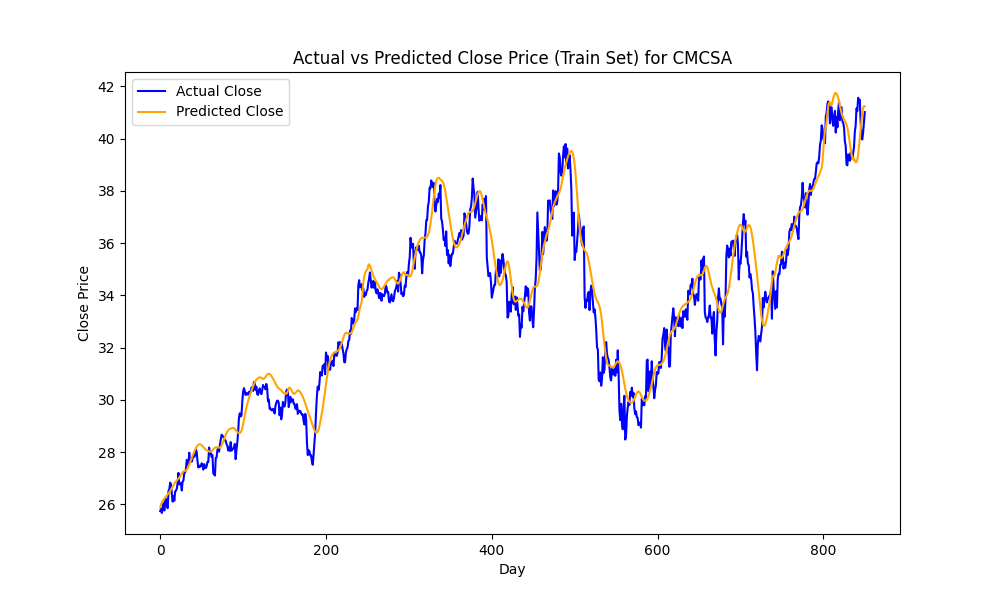 Actual vs Predicted Close Price (Train Set) for CMCSA
Actual Close
Predicted Close
Close Price
42
40
38
36
34
32
30
28
26
0 200 400 600 800
Day